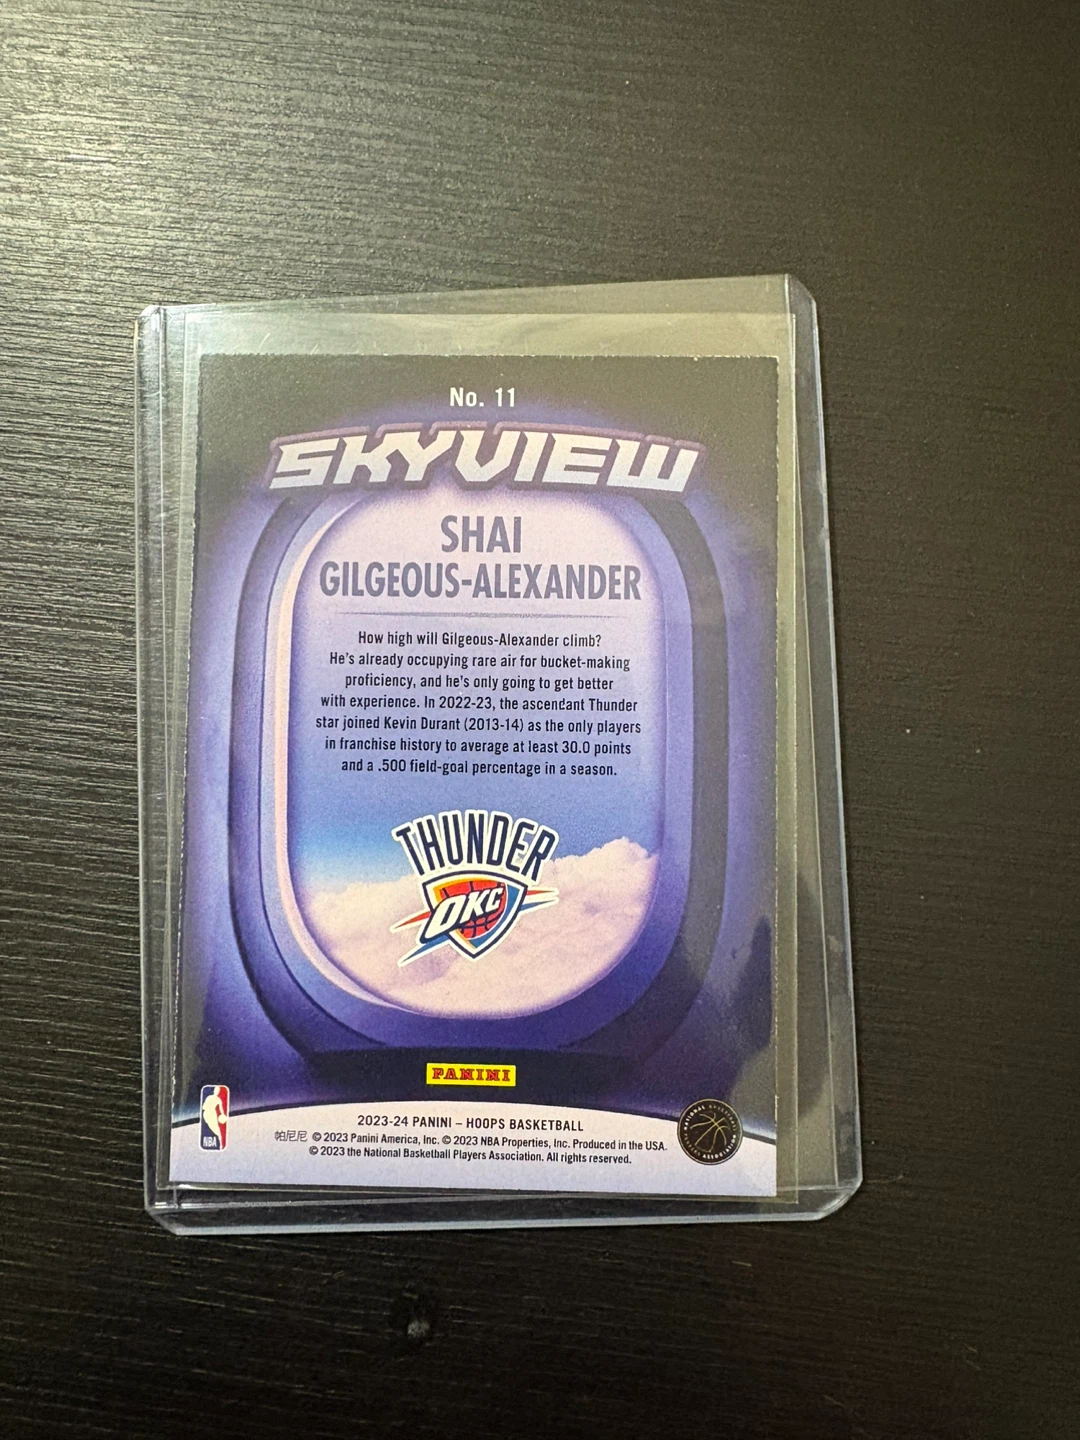 No. 11
SKYVIEW
SHAI
GILGEOUS-ALEXANDER
How high will Gilgeous-Alexander climb?
He's already occupying rare air for bucket-making
proficiency, and he's only going to get better
with experience. In 2022-23, the ascendant Thunder
star joined Kevin Durant (2013-14) as the only players
in franchise history to average at least 30.0 points
and a .500 field-goal percentage in a season.
THUNDER
OKC
PANINI
NBA
2023-24 PANINI – HOOPS BASKETBALL
帕尼尼 © 2023 Panini America, Inc. © 2023 NBA Properties, Inc. Produced in the USA.
© 2023 the National Basketball Players Association. All rights reserved.
NATIONAL BASKETBALL PLAYERS ASSOCIATION